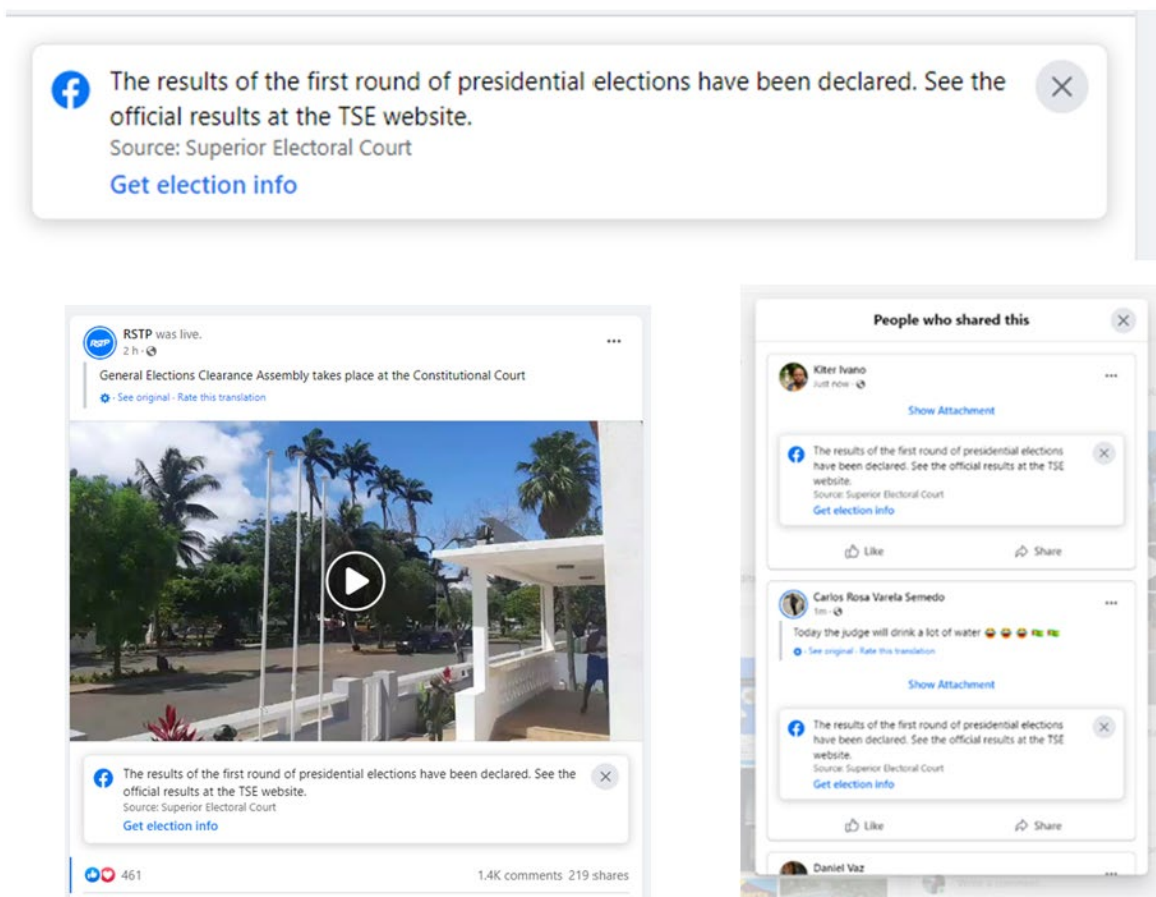 The results of the first round of presidential elections have been declared. See the
official results at the TSE website.
Source: Superior Electoral Court
Get election info
RSTP was live.
2 h
General Elections Clearance Assembly takes place at the Constitutional Court
See original · Rate this translation
The results of the first round of presidential elections have been declared. See the
official results at the TSE website.
Source: Superior Electoral Court
Get election info
461
1.4K comments 219 shares
People who shared this
Kiter Ivano
Just now
Show Attachment
The results of the first round of presidential elections
have been declared. See the official results at the TSE
website.
Source: Superior Electoral Court
Get election info
Like
Share
Carlos Rosa Varela Semedo
1m
Today the judge will drink a lot of water
See original · Rate this translation
Show Attachment
The results of the first round of presidential elections
have been declared. See the official results at the TSE
website.
Source: Superior Electoral Court
Get election info
Like
Share
Daniel Vaz